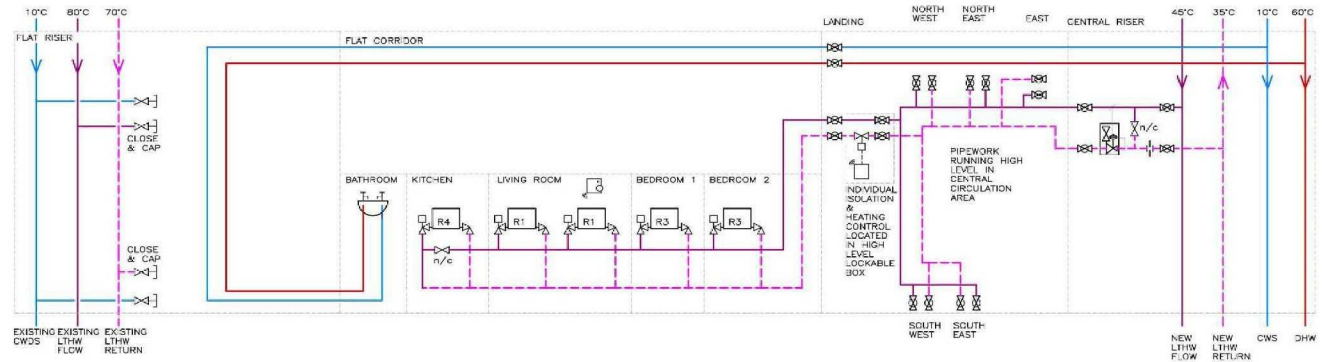 10°C
80°C
70°C
NORTH
WEST
NORTH
EAST
EAST
45°C
35°C
10°C
60°C
LANDING
CENTRAL RISER
FLAT RISER
FLAT CORRIDOR
CLOSE
& CAP
n/c
BATHROOM
KITCHEN
LIVING ROOM
BEDROOM 1
BEDROOM 2
PIPEWORK
RUNNING HIGH
LEVEL IN
CENTRAL
CIRCULATION
AREA
INDIVIDUAL
ISOLATION
&
HEATING
CONTROL
LOCATED
IN HIGH
LEVEL
LOCKABLE
BOX
R4
R1
R1
R3
R3
CLOSE
& CAP
n/c
EXISTING
CWDS
EXISTING
LTHW
FLOW
EXISTING
LTHW
RETURN
SOUTH
WEST
SOUTH
EAST
NEW
LTHW
FLOW
NEW
LTHW
RETURN
CWS
DHW